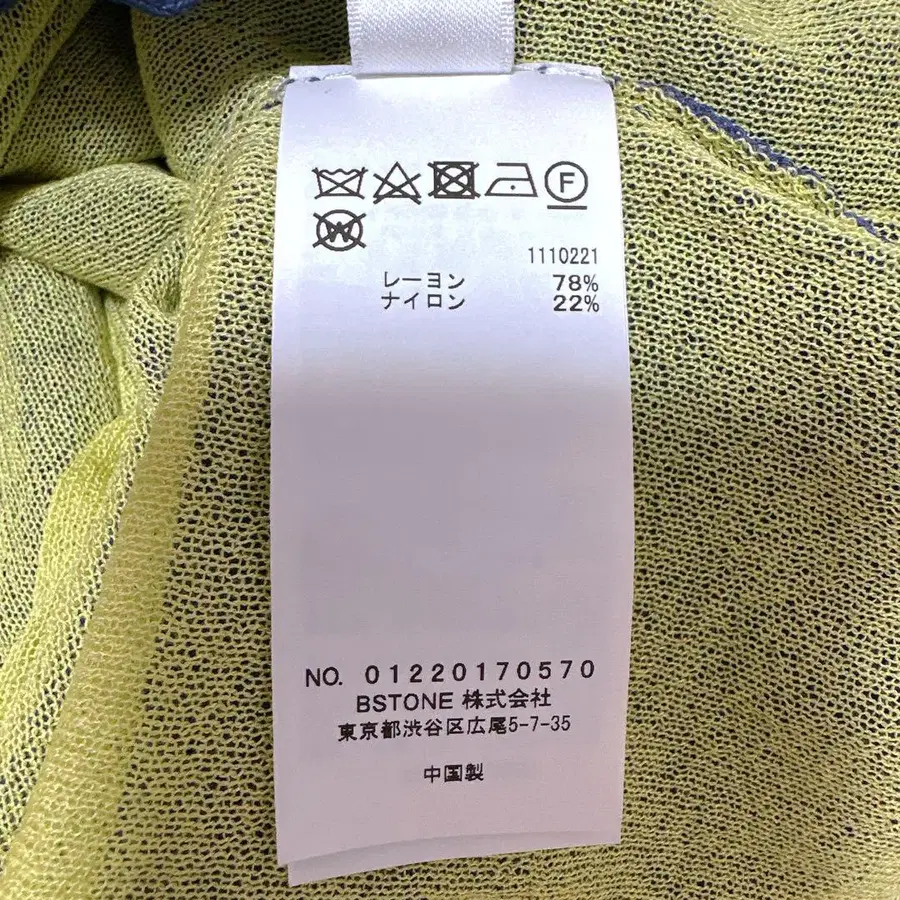 F
W
1110221
レーヨン 78%
ナイロン 22%
NO. 01220170570
BSTONE 株式会社
東京都渋谷区広尾5-7-35
中国製